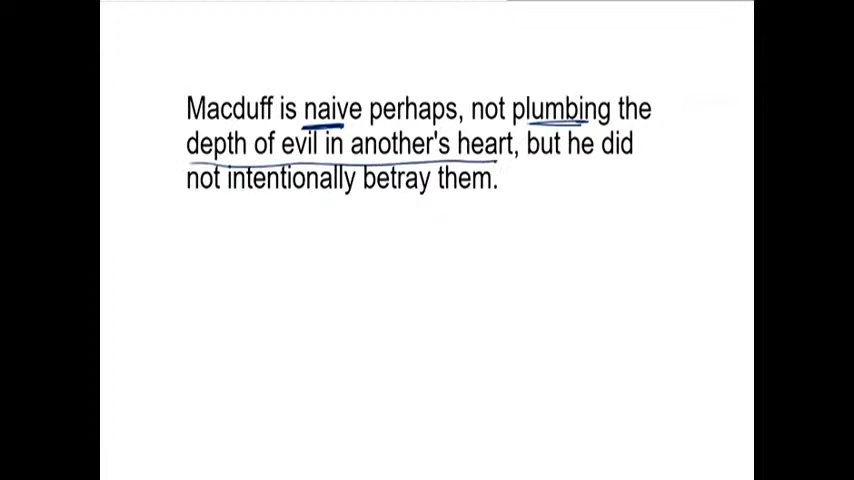 Macduff is naive perhaps, not plumbing the
depth of evil in another's heart, but he did
not intentionally betray them.